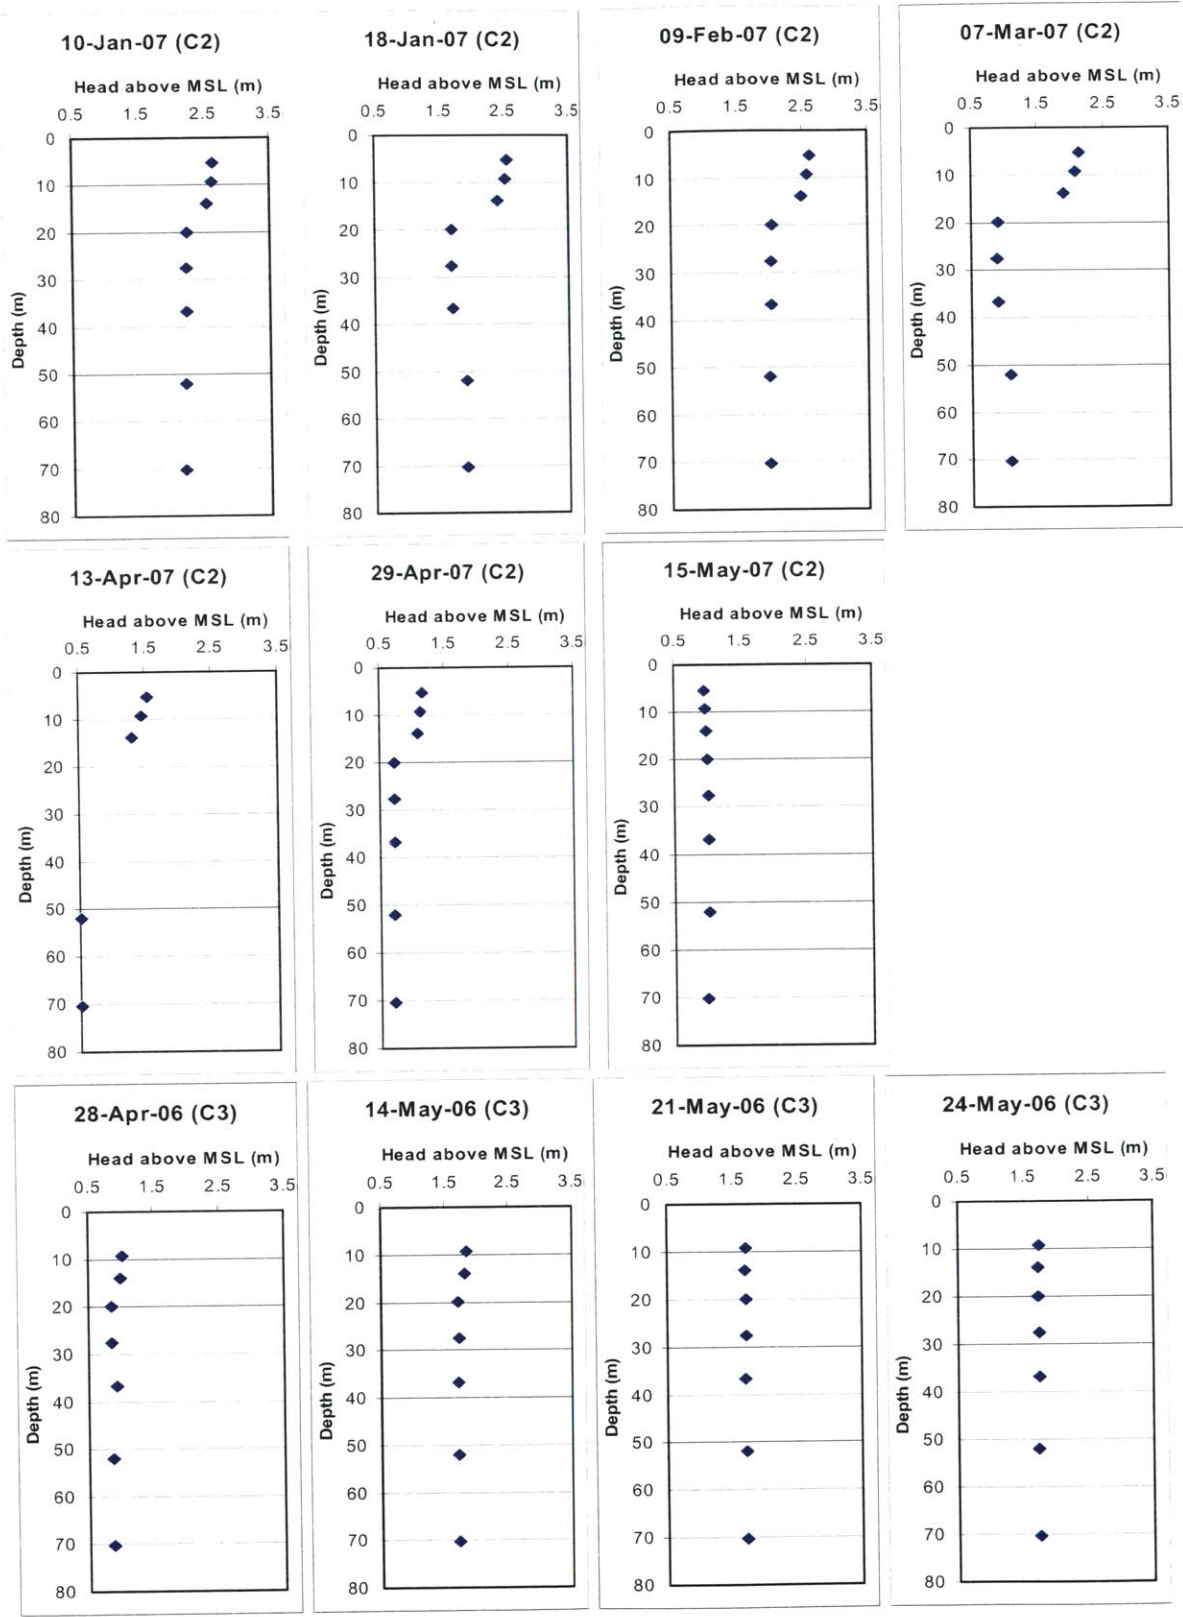 10-Jan-07 (C2)
Head above MSL (m)
0.5 1.5 2.5 3.5
0
10
20
30
40
50
60
70
80
Depth (m)
18-Jan-07 (C2)
Head above MSL (m)
0.5 1.5 2.5 3.5
0
10
20
30
40
50
60
70
80
Depth (m)
09-Feb-07 (C2)
Head above MSL (m)
0.5 1.5 2.5 3.5
0
10
20
30
40
50
60
70
80
Depth (m)
07-Mar-07 (C2)
Head above MSL (m)
0.5 1.5 2.5 3.5
0
10
20
30
40
50
60
70
80
Depth (m)
13-Apr-07 (C2)
Head above MSL (m)
0.5 1.5 2.5 3.5
0
10
20
30
40
50
60
70
80
Depth (m)
29-Apr-07 (C2)
Head above MSL (m)
0.5 1.5 2.5 3.5
0
10
20
30
40
50
60
70
80
Depth (m)
15-May-07 (C2)
Head above MSL (m)
0.5 1.5 2.5 3.5
0
10
20
30
40
50
60
70
80
Depth (m)
28-Apr-06 (C3)
Head above MSL (m)
0.5 1.5 2.5 3.5
0
10
20
30
40
50
60
70
80
Depth (m)
14-May-06 (C3)
Head above MSL (m)
0.5 1.5 2.5 3.5
0
10
20
30
40
50
60
70
80
Depth (m)
21-May-06 (C3)
Head above MSL (m)
0.5 1.5 2.5 3.5
0
10
20
30
40
50
60
70
80
Depth (m)
24-May-06 (C3)
Head above MSL (m)
0.5 1.5 2.5 3.5
0
10
20
30
40
50
60
70
80
Depth (m)